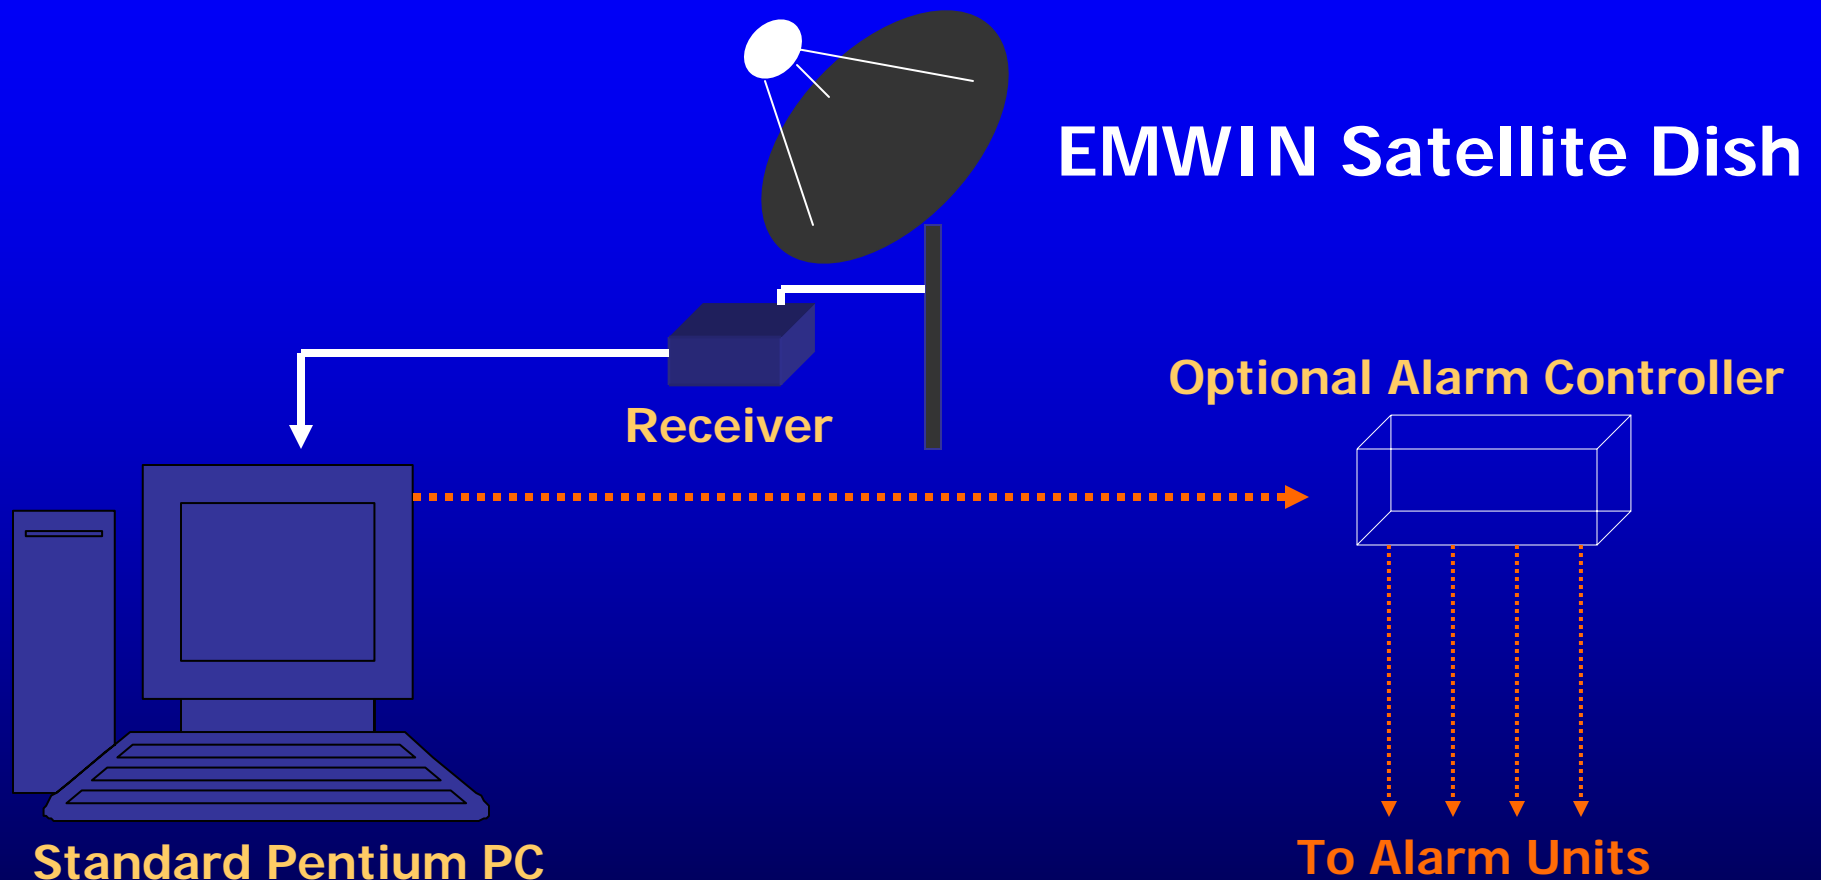 EMWIN Satellite Dish
Optional Alarm Controller
Receiver
Standard Pentium PC
To Alarm Units